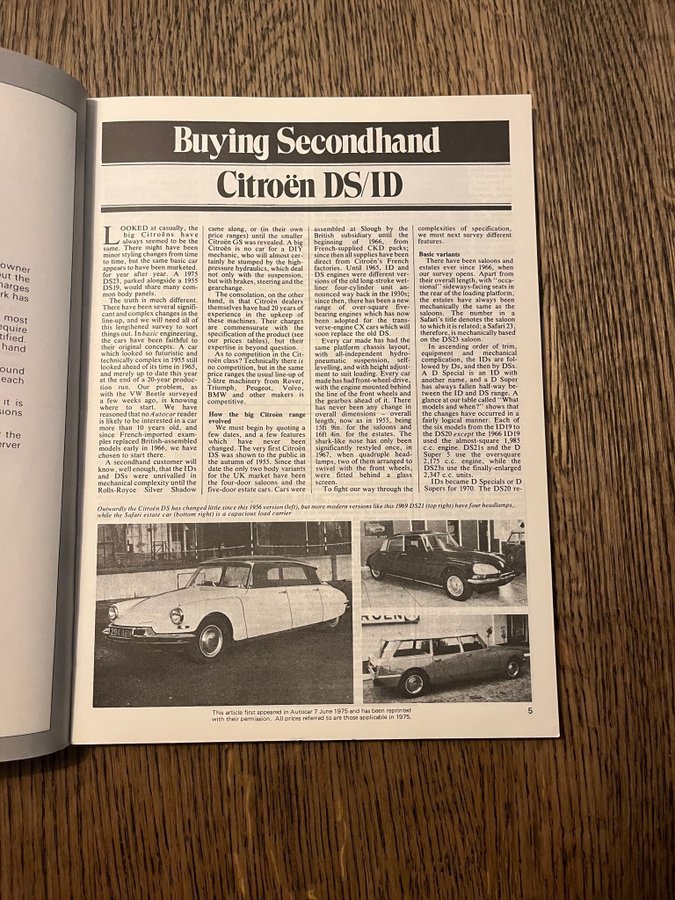 owner
out the
harges
rk has
most
equire
tified.
hand
ound
each
it is
sions
r the
server
Buying Secondhand
Citroën DS/ID
LOOKED at casually, the
big Citroëns have
always seemed to be the
same. There might have been
minor styling changes from time
to time, but the same basic car
appears to have been marketed,
for year after year. A 1975
DS23, parked alongside a 1955
DS19, would share many com-
mon body panels.
The truth is much different.
There have been several signifi-
cant and complex changes in the
line-up, and we will need all of
this lengthened survey to sort
things out. In basic engineering,
the cars have been faithful to
their original concepts. A car
which looked so futuristic and
technically complex in 1955 still
looked ahead of its time in 1965,
and merely up to date this year
at the end of a 20-year produc-
tion run. Our problem, as
with the VW Beetle surveyed
a few weeks ago, is knowing
where to start. We have
reasoned that no Autocar reader
is likely to be interested in a car
more than 10 years old, and
since French-imported exam-
ples replaced British-assembled
models early in 1966, we have
chosen to start there.
A secondhand customer will
know, well enough, that the IDs
and DSs were unrivalled in
mechanical complexity until the
Rolls-Royce Silver Shadow
came along, or (in their own
price ranges) until the smaller
Citroën GS was revealed. A big
Citroën is no car for a DIY
mechanic, who will almost cer-
tainly be stumped by the high-
pressure hydraulics, which deal
not only with the suspension,
but with brakes, steering and the
gearchange.
The consolation, on the other
hand, is that Citroën dealers
themselves have had 20 years of
experience in the upkeep of
these machines. Their charges
are commensurate with the
specification of the product (see
our prices tables), but their
expertise is beyond question.
As to competition in the Cit-
roën class? Technically there is
no competition, but in the same
price ranges the usual line-up of
2-litre machinery from Rover,
Triumph, Peugeot, Volvo,
BMW and other makers is
competitive.
How the big Citroën range
evolved
We must begin by quoting a
few dates, and a few features
which have never been
changed. The very first Citroën
DS was shown to the public in
the autumn of 1955. Since that
date the only two body variants
for the UK market have been
the four-door saloons and the
five-door estate cars. Cars were
assembled at Slough by the
British subsidiary until the
beginning of 1966, from
French-supplied CKD packs;
since then all supplies have been
direct from Citroën's French
factories. Until 1965, ID and
DS engines were different ver-
sions of the old long-stroke wet-
liner four-cylinder unit an-
nounced way back in the 1930s;
since then, there has been a new
range of over-square five-
bearing engines which has now
been adopted for the trans-
verse-engine CX cars which will
soon replace the old DS.
Every car made has had the
same platform chassis layout,
with all-independent hydro-
pneumatic suspension, self-
levelling, and with height adjust-
ment to suit loading. Every car
made has had front-wheel-drive,
with the engine mounted behind
the line of the front wheels and
the gearbox ahead of it. There
has never been any change in
overall dimensions – overall
length, now as in 1955, being
15ft 9in. for the saloons and
16ft 4in. for the estates. The
shark-like nose has only been
significantly restyled once, in
1967, when quadruple head-
lamps, two of them arranged to
swivel with the front wheels,
were fitted behind a glass
screen.
To fight our way through the
complexities of specification,
we must next survey different
features.
Basic variants
There have been saloons and
estates ever since 1966, when
our survey opens. Apart from
their overall length, with "occa-
sional" sideways-facing seats in
the rear of the loading platform,
the estates have always been
mechanically the same as the
saloons. The number in a
Safari's title denotes the saloon
to which it is related; a Safari 23,
therefore, is mechanically based
on the DS23 saloon.
In ascending order of trim,
equipment and mechanical
complication, the IDs are fol-
lowed by Ds, and then by DSs.
A D Special is an ID with
another name, and a D Super
has always fallen half-way be-
tween the ID and DS range. A
glance at our table called "What
models and when?" shows that
the changes have occurred in a
fairly logical manner. Each of
the six models from the ID19 to
the DS20 except the 1966 ID19
used the almost-square 1,985
c.c. engine. DS21s and the D
Super 5 use the oversquare
2,175 c.c. engine, while the
DS23s use the finally-enlarged
2,347 c.c. units.
IDs became D Specials or D
Supers for 1970. The DS20 re-
Outwardly the Citroën DS has changed little since this 1956 version (left), but more modern versions like this 1969 DS21 (top right) have four headlamps,
while the Safari estate car (bottom right) is a capacious load carrier
This article first appeared in Autocar 7 June 1975 and has been reprinted
with their permission. All prices referred to are those applicable in 1975.
5